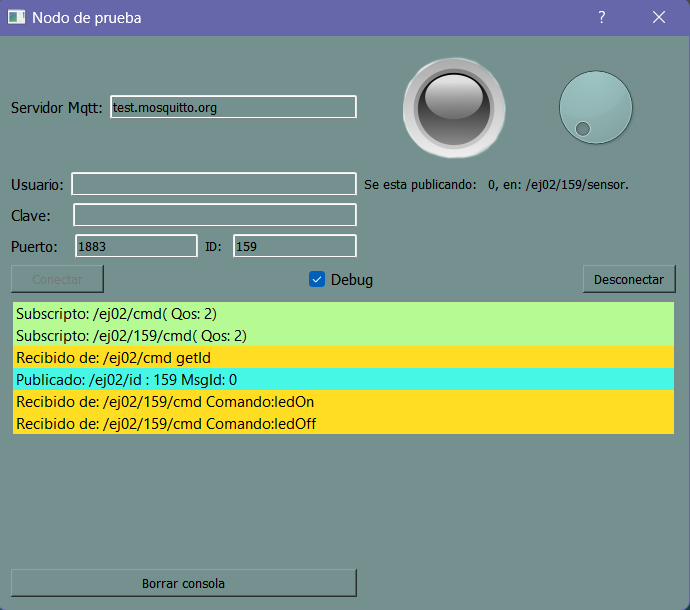 Nodo de prueba
Servidor Mqtt: test.mosquitto.org
Usuario: Se esta publicando: 0, en: /ej02/159/sensor.
Clave:
Puerto: 1883 ID: 159
Conectar Debug Desconectar
Subscripto: /ej02/cmd( Qos: 2)
Subscripto: /ej02/159/cmd( Qos: 2)
Recibido de: /ej02/cmd getId
Publicado: /ej02/id : 159 MsgId: 0
Recibido de: /ej02/159/cmd Comando:ledOn
Recibido de: /ej02/159/cmd Comando:ledOff
Borrar consola